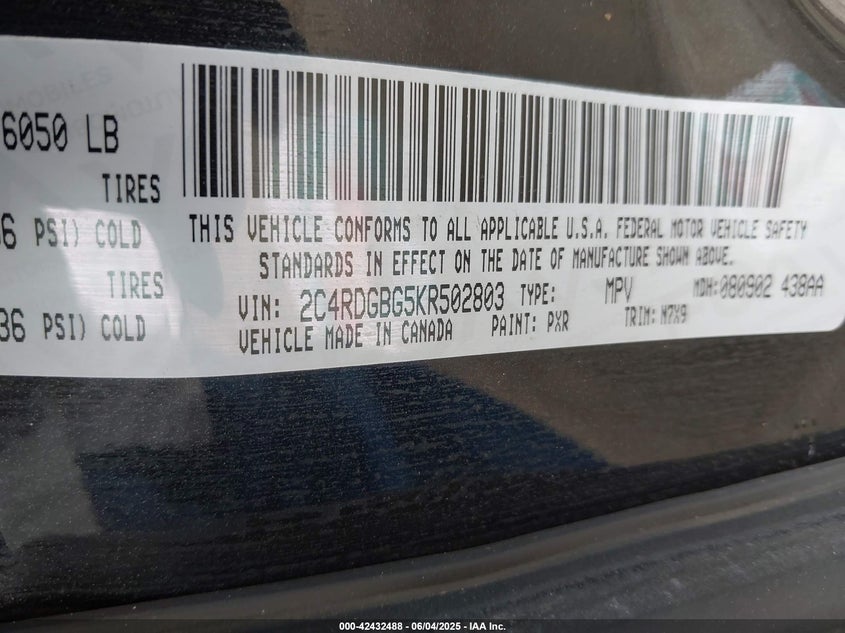 6050 LB
TIRES
36 PSI) COLD
TIRES
36 PSI) COLD
THIS VEHICLE CONFORMS TO ALL APPLICABLE U.S.A. FEDERAL MOTOR VEHICLE SAFETY
STANDARDS IN EFFECT ON THE DATE OF MANUFACTURE SHOWN ABOVE.
VIN: 2C4RDGBG5KR502803 TYPE: MPV MDH:080902 438AA
VEHICLE MADE IN CANADA PAINT: PXR TRIM: N7X9
000-42432488 - 06/04/2025 - IAA Inc.